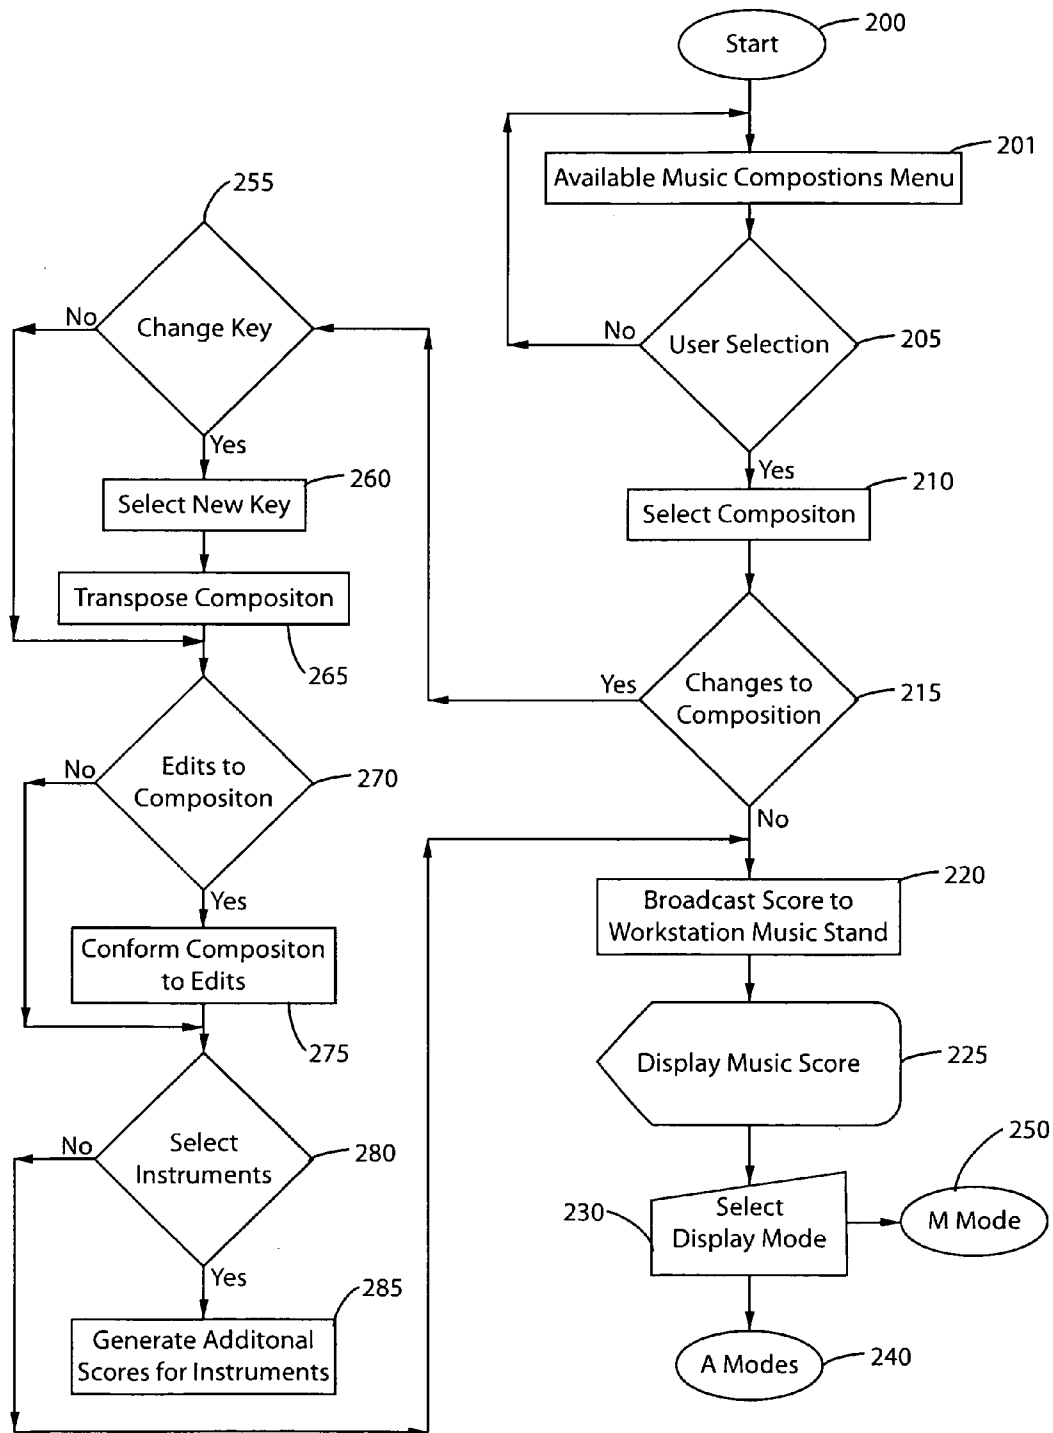 Start
200
Available Music Compostions Menu
201
User Selection
205
No
Yes
Select Compositon
210
Changes to
Composition
215
Yes
No
Broadcast Score to
Workstation Music Stand
220
Display Music Score
225
Select
Display Mode
230
M Mode
250
A Modes
240
Change Key
255
No
Yes
Select New Key
260
Transpose Compositon
265
Edits to
Compositon
270
No
Yes
Conform Compositon
to Edits
275
Select
Instruments
280
No
Yes
Generate Additonal
Scores for Instruments
285